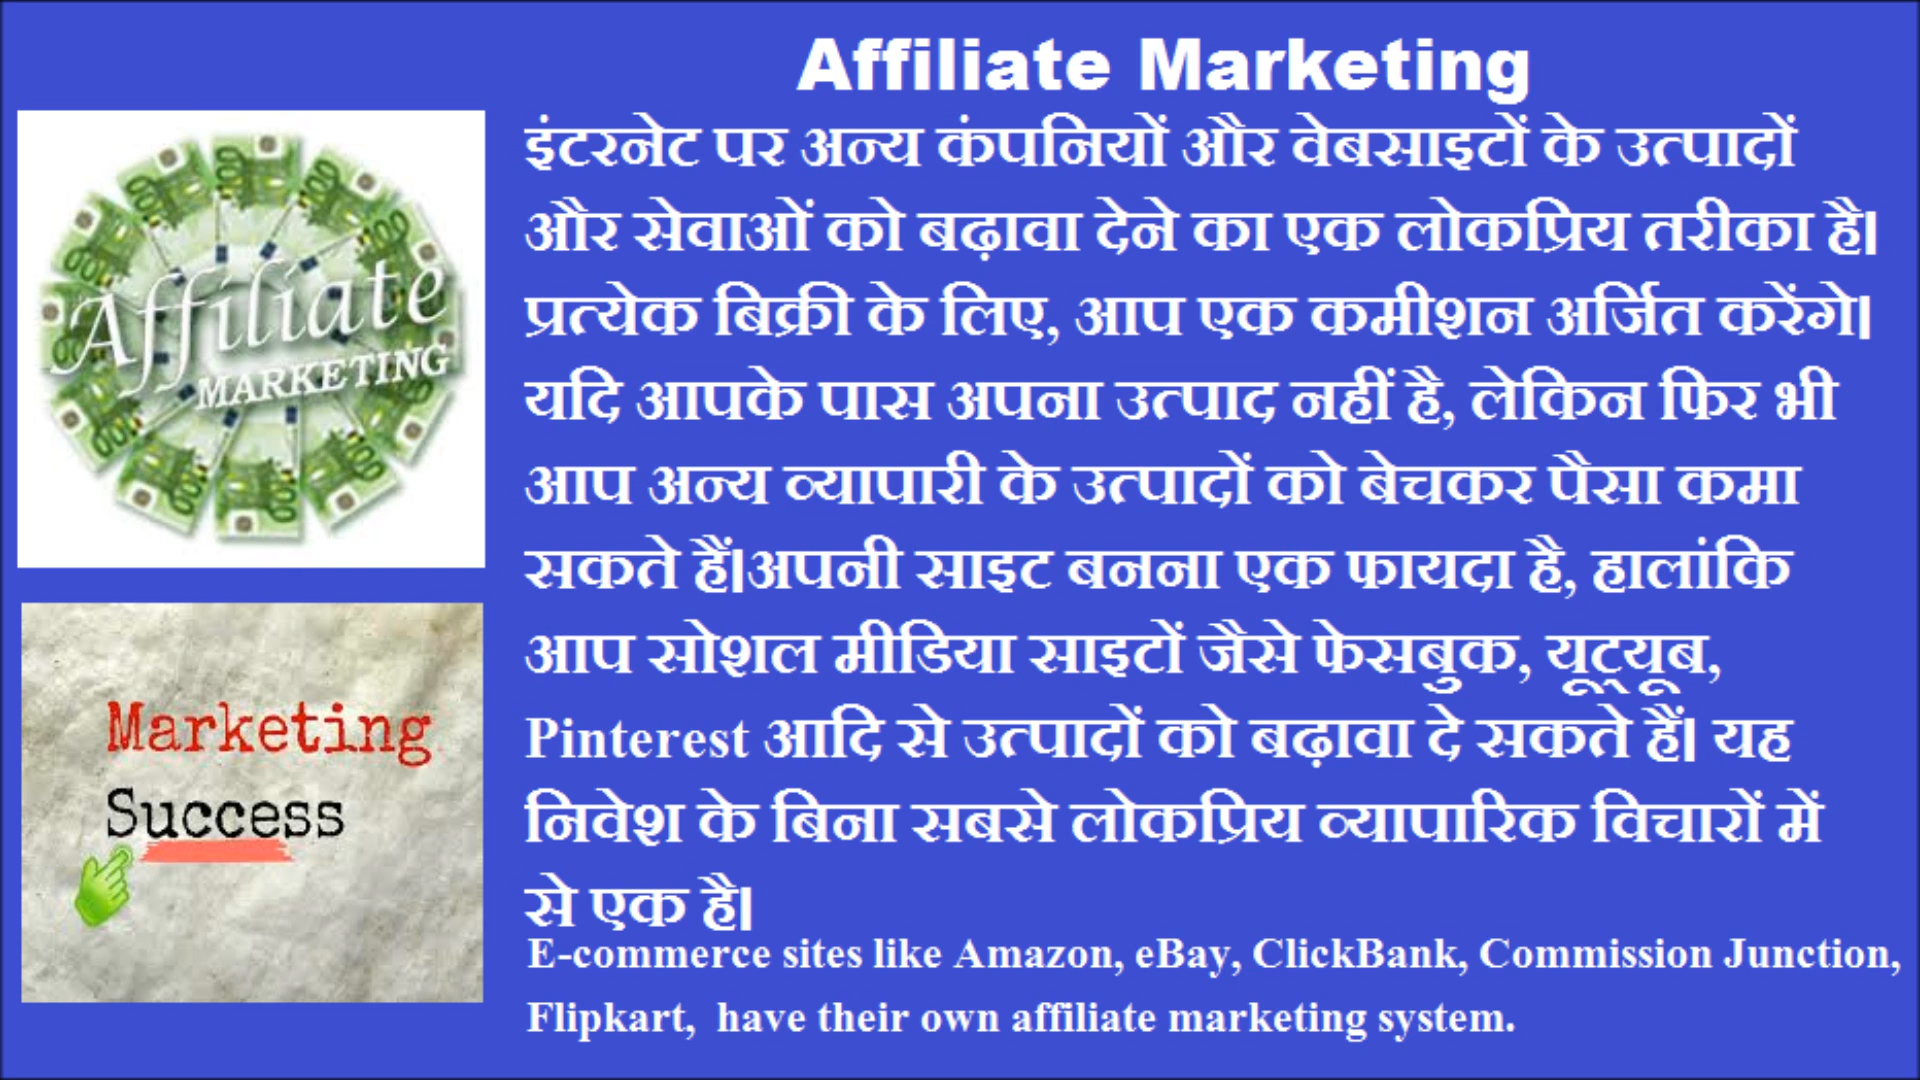 Affiliate Marketing
इंटरनेट पर अन्य कंपनियों और वेबसाइटों के उत्पादों
और सेवाओं को बढ़ावा देने का एक लोकप्रिय तरीका है।
प्रत्येक बिक्री के लिए, आप एक कमीशन अर्जित करेंगे।
यदि आपके पास अपना उत्पाद नहीं है, लेकिन फिर भी
आप अन्य व्यापारी के उत्पादों को बेचकर पैसा कमा
सकते हैं।अपनी साइट बनना एक फायदा है, हालांकि
आप सोशल मीडिया साइटों जैसे फेसबुक, यूट्यूब,
Pinterest आदि से उत्पादों को बढ़ावा दे सकते हैं। यह
निवेश के बिना सबसे लोकप्रिय व्यापारिक विचारों में
से एक है।
E-commerce sites like Amazon, eBay, ClickBank, Commission Junction,
Flipkart, have their own affiliate marketing system.
Affiliate
MARKETING
Marketing
Success